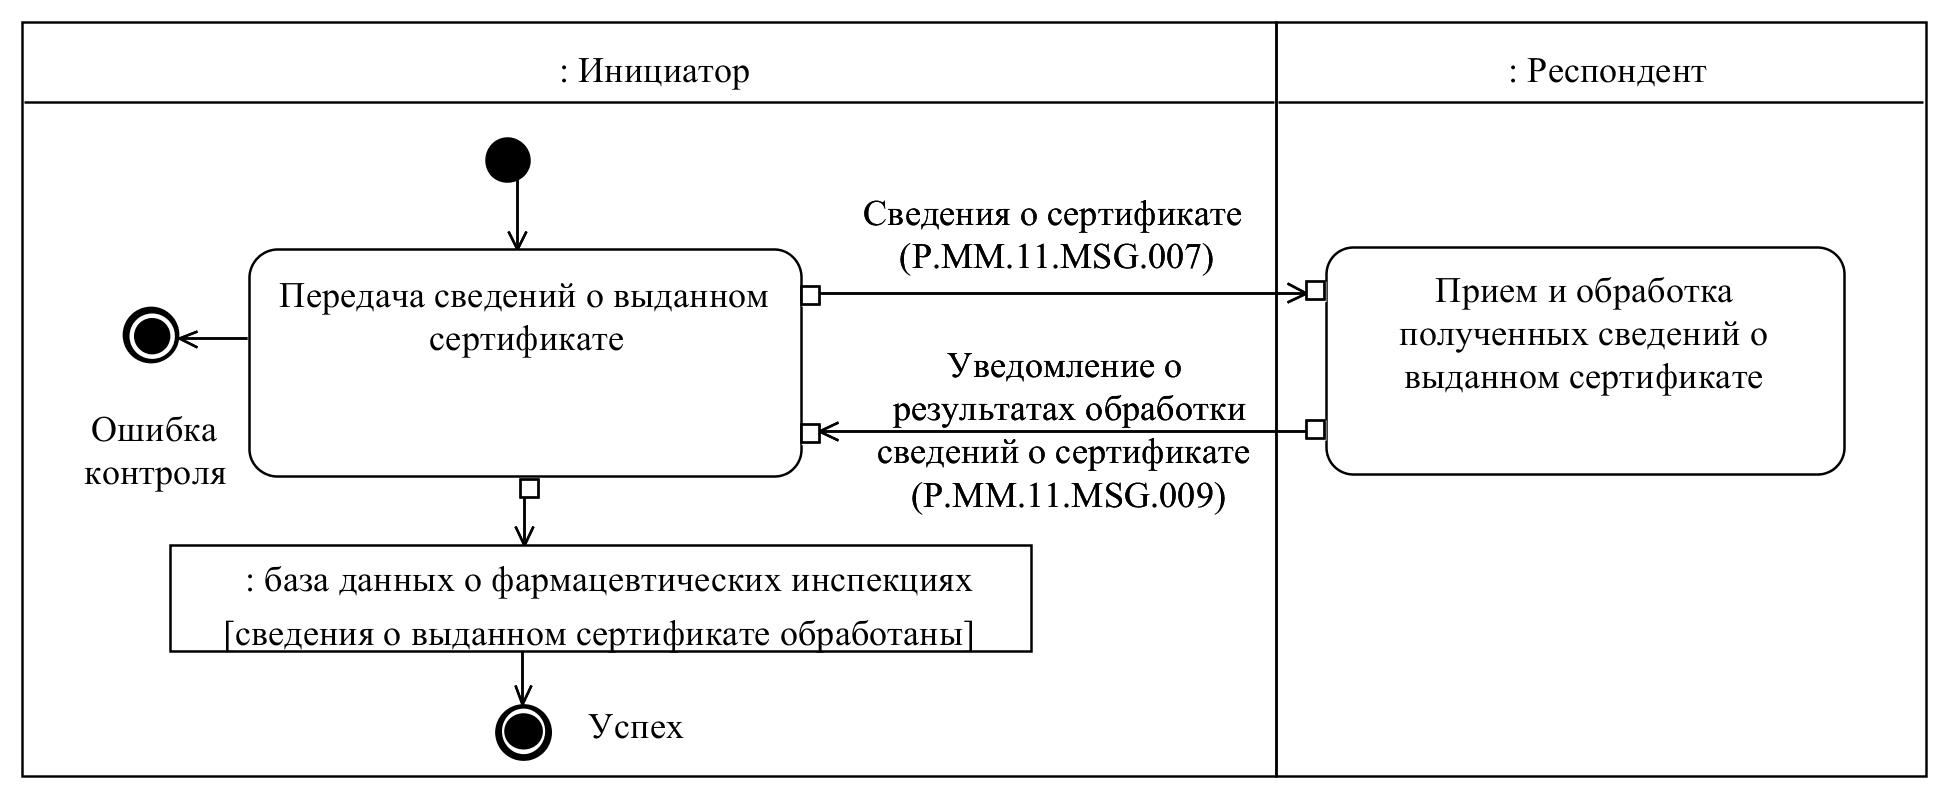 : Инициатор
: Респондент
Сведения о сертификате
(P.MM.11.MSG.007)
Передача сведений о выданном
сертификате
Прием и обработка
полученных сведений о
выданном сертификате
Уведомление о
результатах обработки
сведений о сертификате
(P.MM.11.MSG.009)
Ошибка
контроля
: база данных о фармацевтических инспекциях
[сведения о выданном сертификате обработаны]
Успех